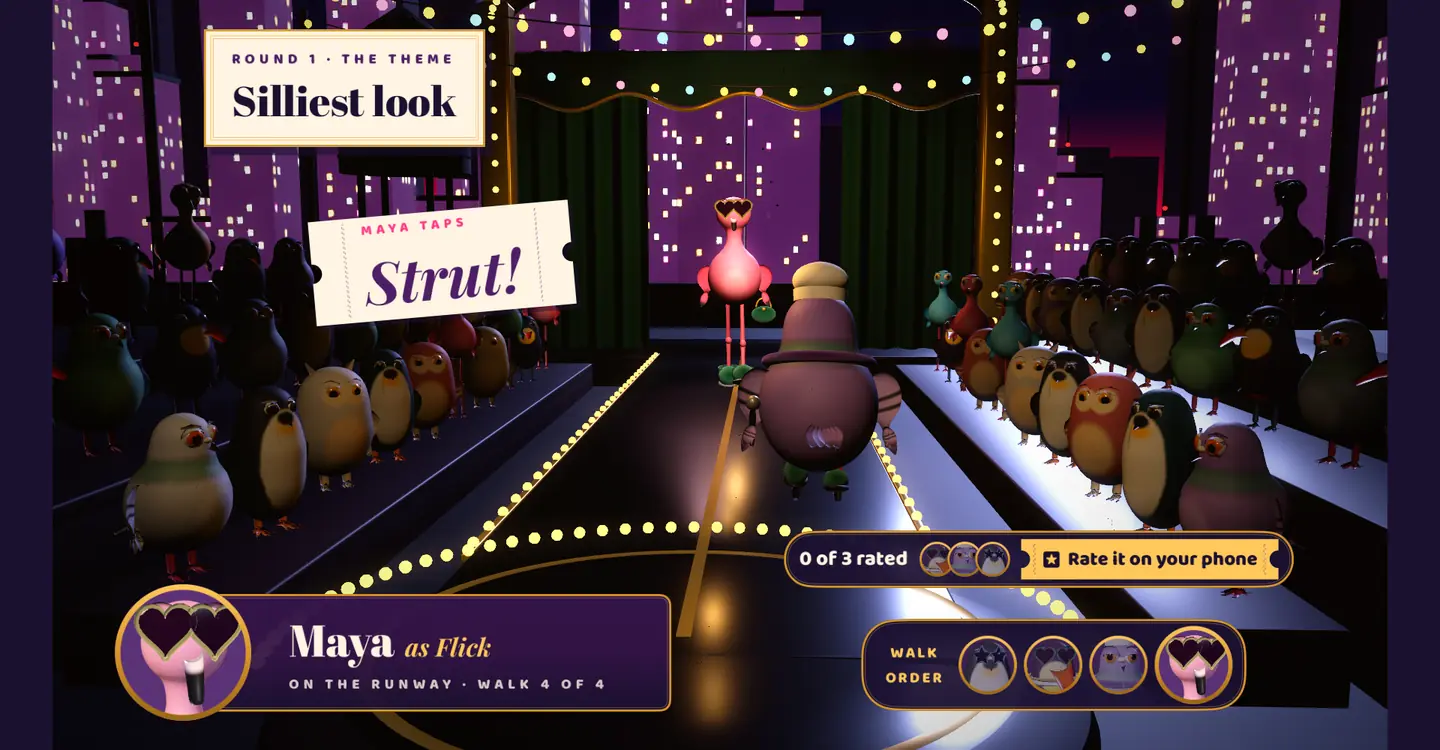 ROUND 1 · THE THEME
Silliest look
MAYA TAPS
Strut!
0 of 3 rated
Rate it on your phone
Maya as Flick
ON THE RUNWAY · WALK 4 OF 4
WALK
ORDER